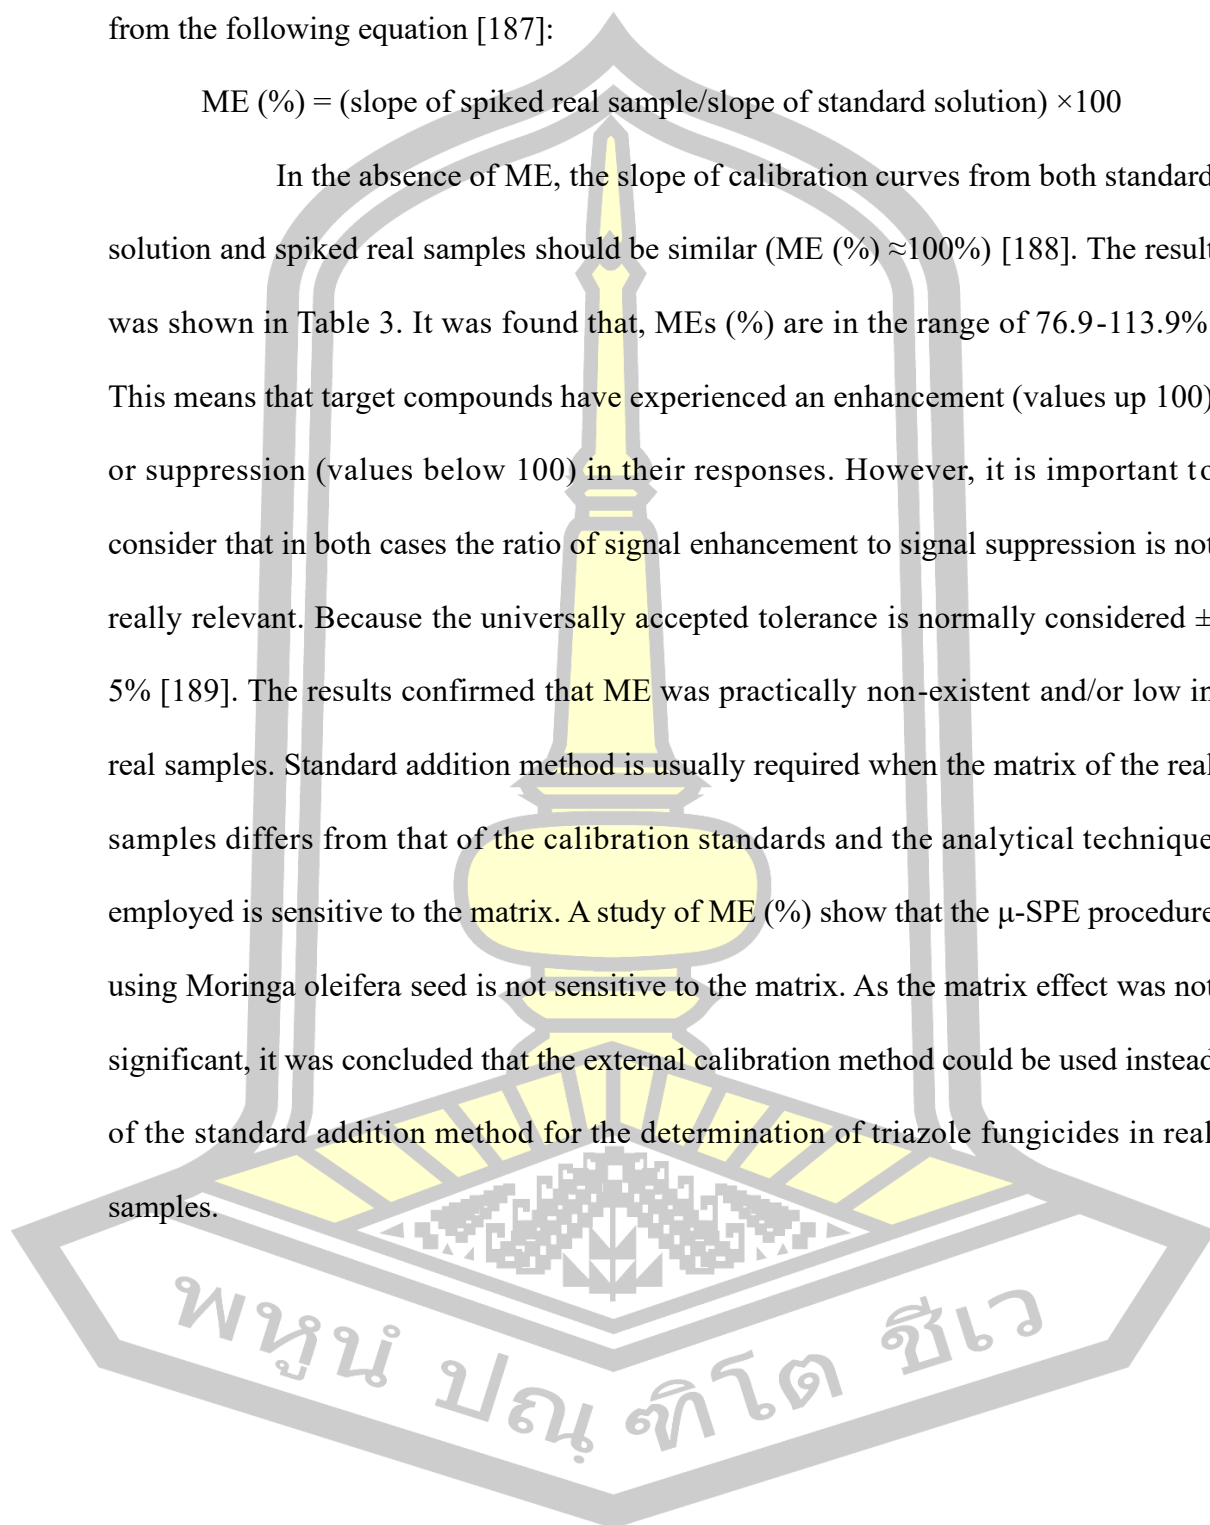 from the following equation [187]:
ME (%) = (slope of spiked real sample/slope of standard solution) ×100
In the absence of ME, the slope of calibration curves from both standard
solution and spiked real samples should be similar (ME (%) ≈100%) [188]. The result
was shown in Table 3. It was found that, MEs (%) are in the range of 76.9-113.9%
This means that target compounds have experienced an enhancement (values up 100)
or suppression (values below 100) in their responses. However, it is important to
consider that in both cases the ratio of signal enhancement to signal suppression is not
really relevant. Because the universally accepted tolerance is normally considered ±
5% [189]. The results confirmed that ME was practically non-existent and/or low in
real samples. Standard addition method is usually required when the matrix of the real
samples differs from that of the calibration standards and the analytical technique
employed is sensitive to the matrix. A study of ME (%) show that the μ-SPE procedure
using Moringa oleifera seed is not sensitive to the matrix. As the matrix effect was not
significant, it was concluded that the external calibration method could be used instead
of the standard addition method for the determination of triazole fungicides in real
samples.
พหูนํ ปณฺฑิโต ชีเว